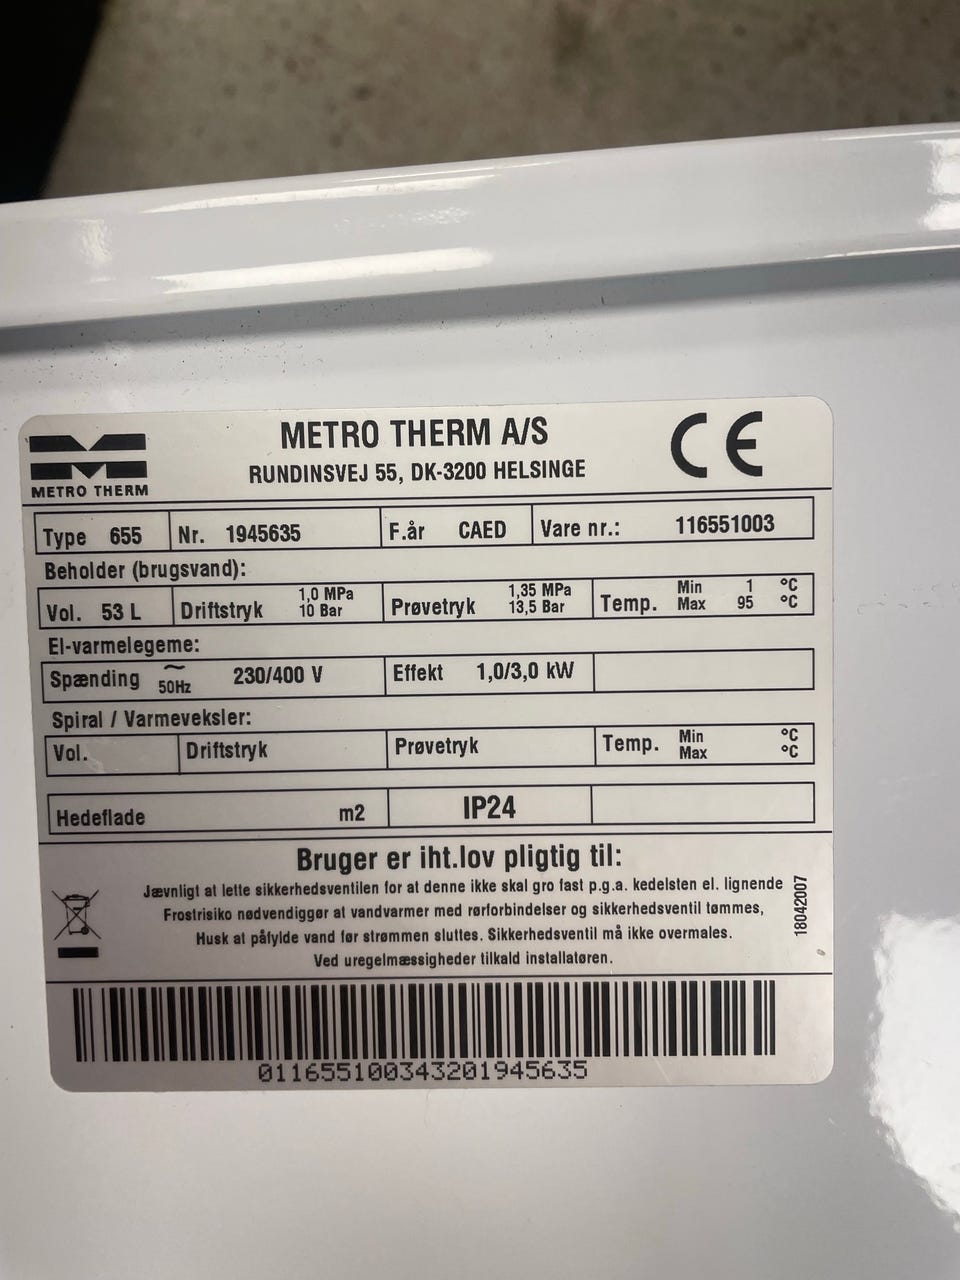 METRO THERM
METRO THERM A/S
RUNDINSVEJ 55, DK-3200 HELSINGE
CE
Type 655 Nr. 1945635 F.år CAED Vare nr.: 116551003
Beholder (brugsvand):
Vol. 53 L Driftstryk 1,0 MPa 10 Bar Prøvetryk 1,35 MPa 13,5 Bar Temp. Min 1 °C Max 95 °C
El-varmelegeme:
Spænding ~ 50Hz 230/400 V Effekt 1,0/3,0 kW
Spiral / Varmeveksler:
Vol. Driftstryk Prøvetryk Temp. Min °C Max °C
Hedeflade m2 IP24
Bruger er iht.lov pligtig til:
Jævnligt at lette sikkerhedsventilen for at denne ikke skal gro fast p.g.a. kedelsten el. lignende
Frostrisiko nødvendiggør at vandvarmer med rørforbindelser og sikkerhedsventil tømmes,
Husk at påfylde vand før strømmen sluttes. Sikkerhedsventil må ikke overmales.
Ved uregelmæssigheder tilkald installatøren.
18042007
011655100343201945635